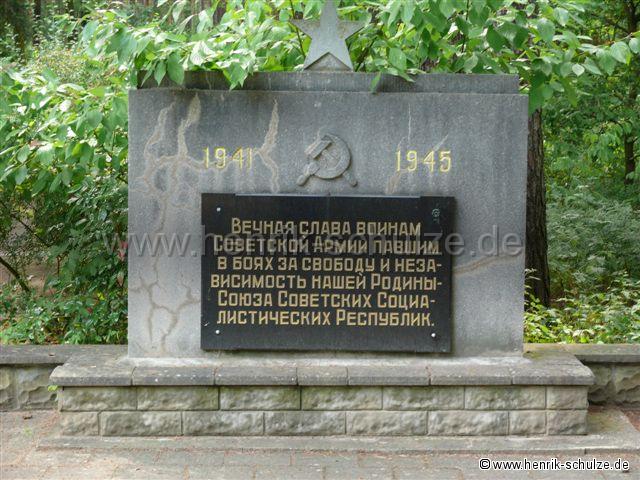 1941 1945
Вечная слава воинам
Советской Армии павшим
в боях за свободу и неза-
висимость нашей Родины-
Союза Советских Социа-
листических Республик.
www.henrik-schulze.de
©www.henrik-schulze.de